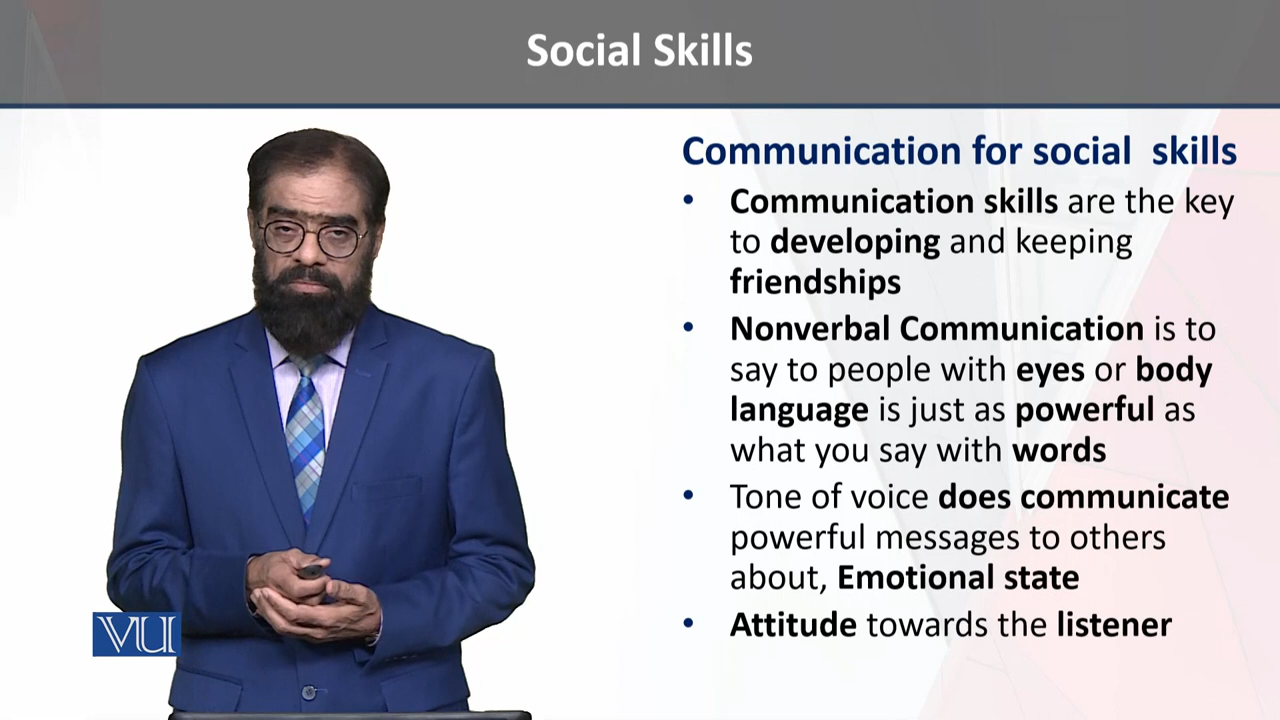 Social Skills
Communication for social skills
• Communication skills are the key
to developing and keeping
friendships
• Nonverbal Communication is to
say to people with eyes or body
language is just as powerful as
what you say with words
• Tone of voice does communicate
powerful messages to others
about, Emotional state
• Attitude towards the listener
VU